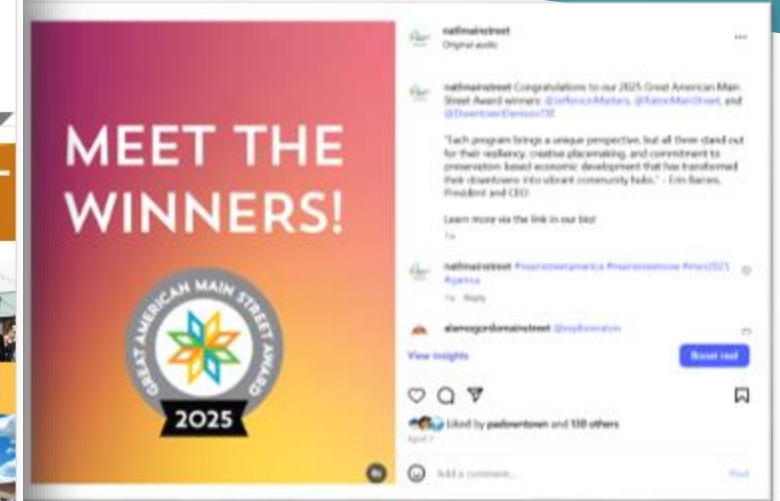 MEET THE
WINNERS!
GREAT AMERICAN MAIN STREET AWARD
2025
natlmainstreet
Original audio
natlmainstreet Congratulations to our 2025 Great American Main
Street Award winners: @JeffersonMatters, @RatonMainStreet, and
@DowntownDenisonTX!
"Each program brings a unique perspective, but all three stand out
for their resiliency, creative placemaking, and commitment to
preservation-based economic development that has transformed
their downtowns into vibrant community hubs." - Erin Barnes,
President and CEO
Learn more via the link in our bio!
natlmainstreet #mainstreetamerica #mainstreetnow
Reply
alamogordomainstreet
View insights
Boost reel
Liked by padowntown and 130 others
April 7
Add a comment...
Post